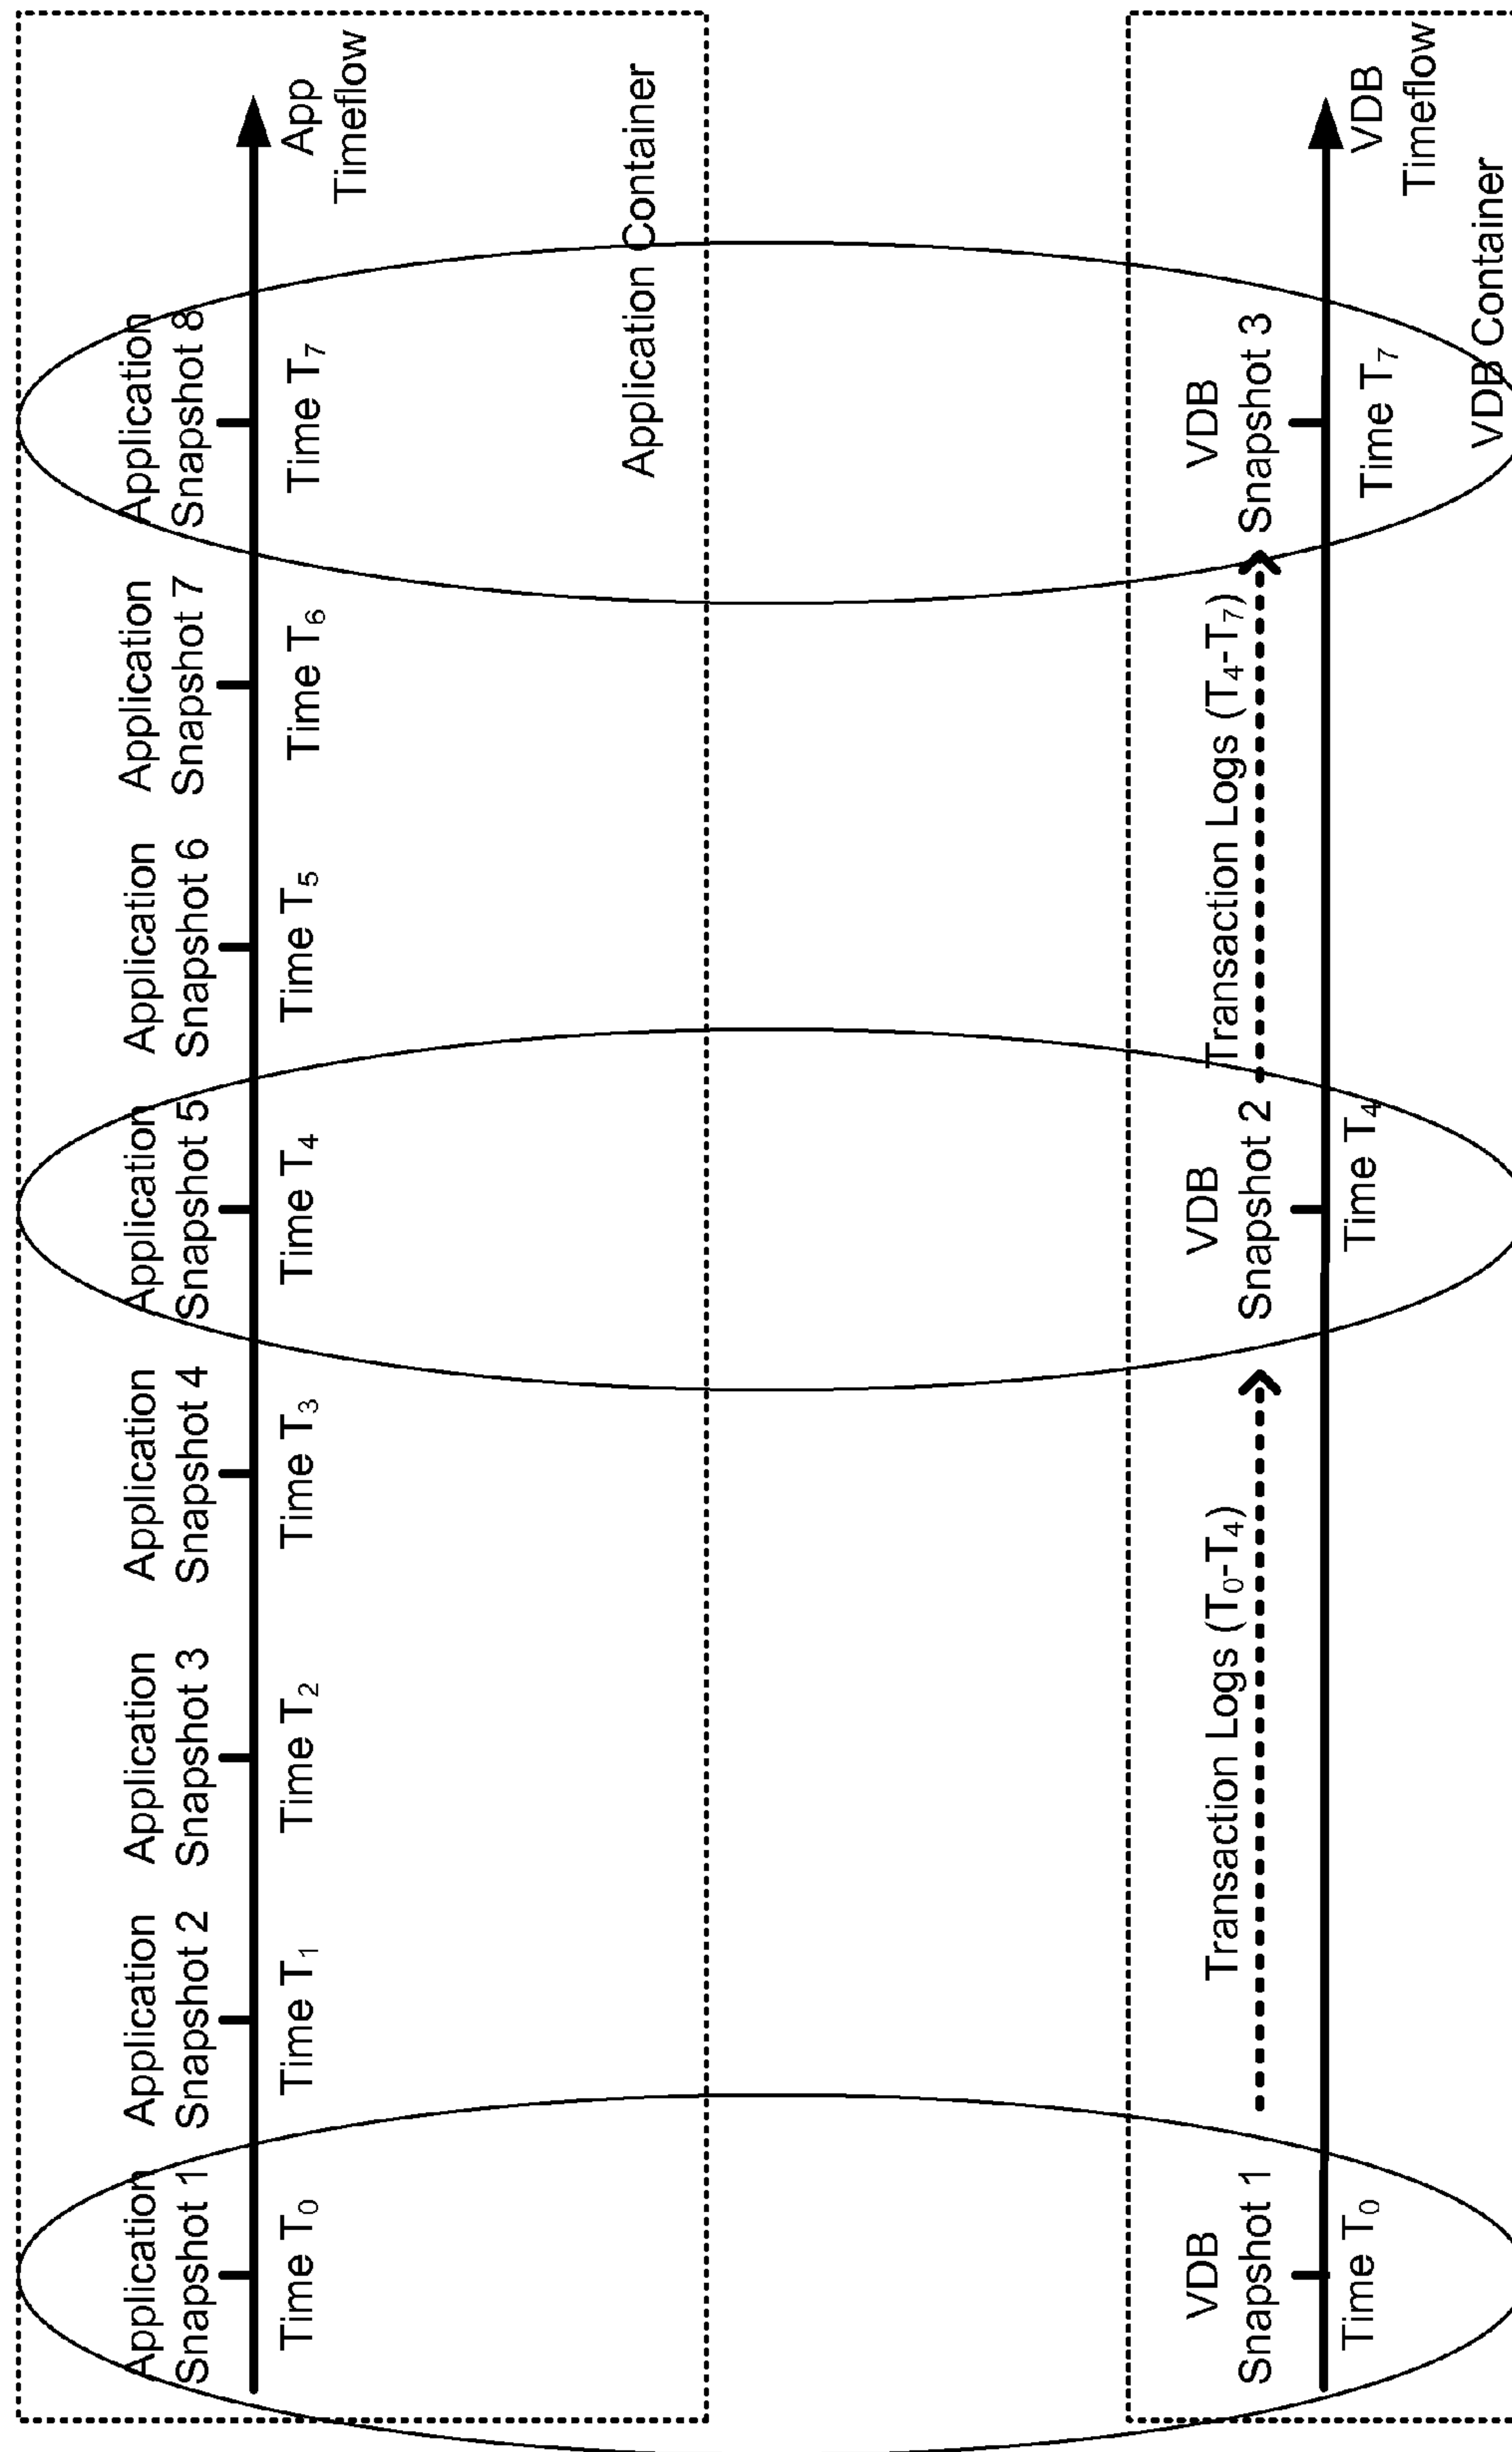 Application
Snapshot 1
Application
Snapshot 2
Application
Snapshot 3
Application
Snapshot 4
Application
Snapshot 5
Application
Snapshot 6
Application
Snapshot 7
Application
Snapshot 8
Time T₀
Time T₁
Time T₂
Time T₃
Time T₄
Time T₅
Time T₆
Time T₇
App
Timeflow
Application Container
VDB
Snapshot 1
Transaction Logs (T₀-T₄)
VDB
Snapshot 2
Transaction Logs (T₄-T₇)
VDB
Snapshot 3
Time T₀
Time T₄
Time T₇
VDB
Timeflow
VDB Container